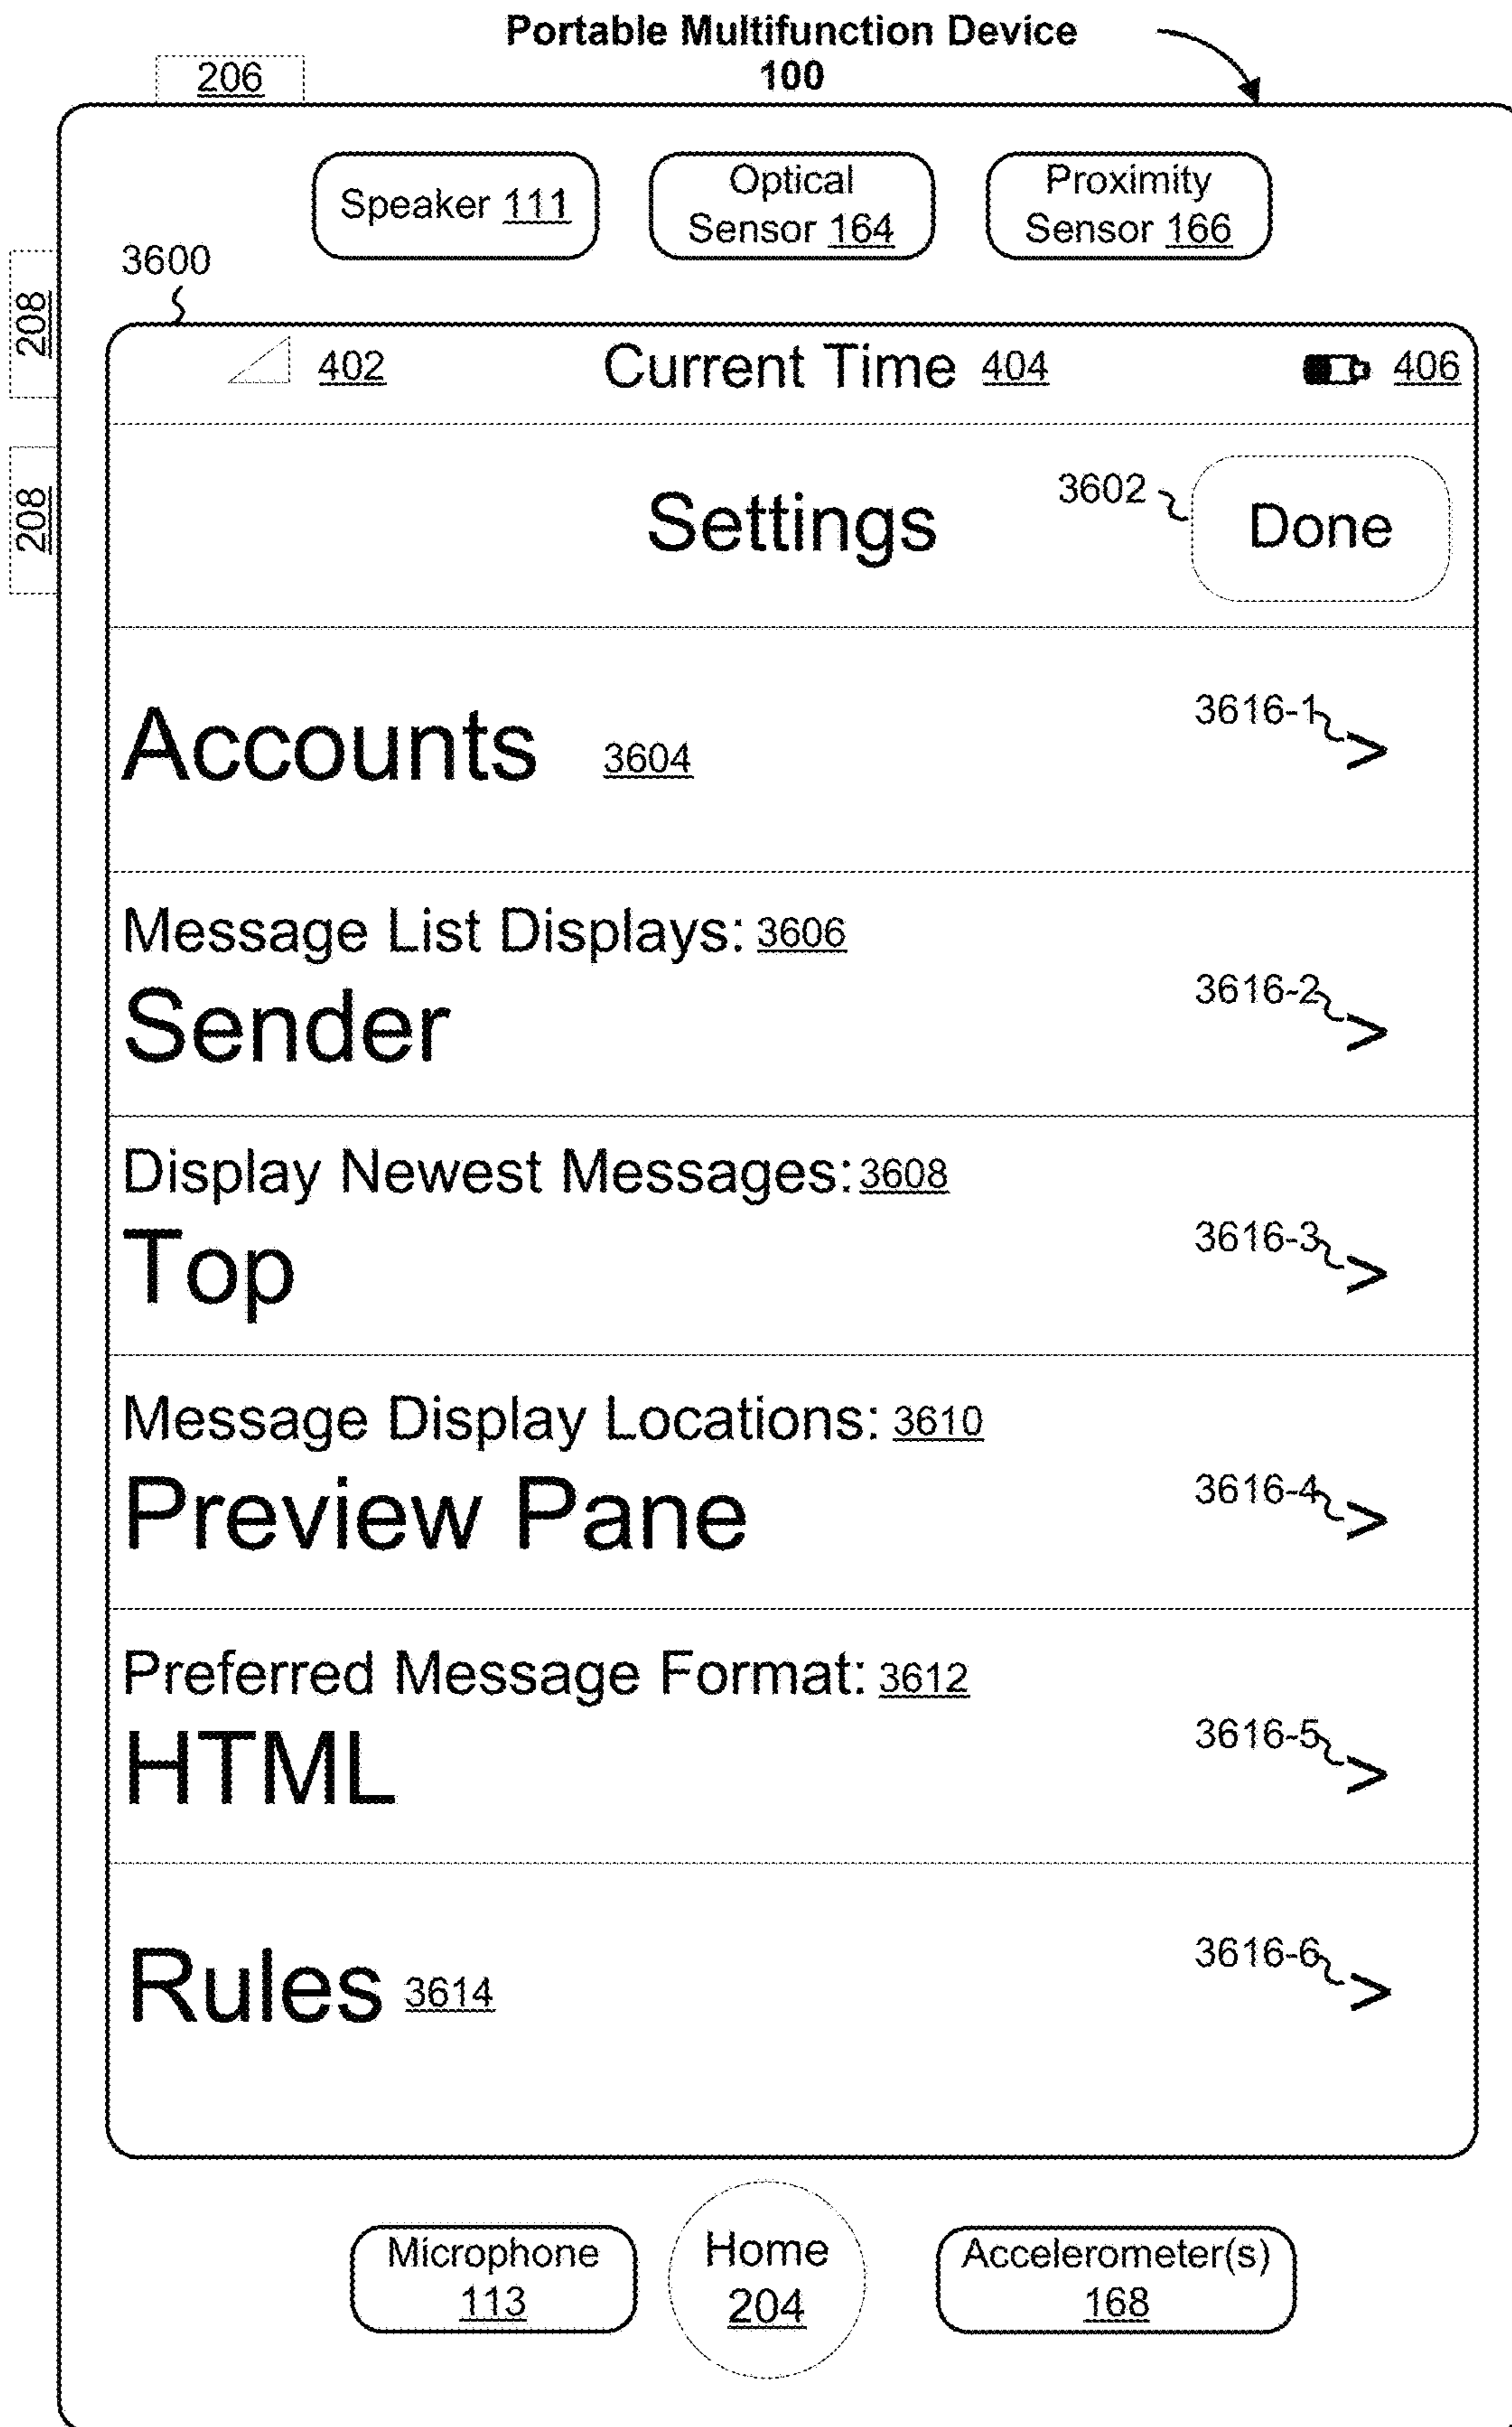 Portable Multifunction Device
100
206
Speaker 111
Optical
Sensor 164
Proximity
Sensor 166
3600
208
402
Current Time 404
406
208
Settings
3602
Done
Accounts 3604
3616-1
>
Message List Displays: 3606
Sender
3616-2
>
Display Newest Messages: 3608
Top
3616-3
>
Message Display Locations: 3610
Preview Pane
3616-4
>
Preferred Message Format: 3612
HTML
3616-5
>
Rules 3614
3616-6
>
Microphone
113
Home
204
Accelerometer(s)
168